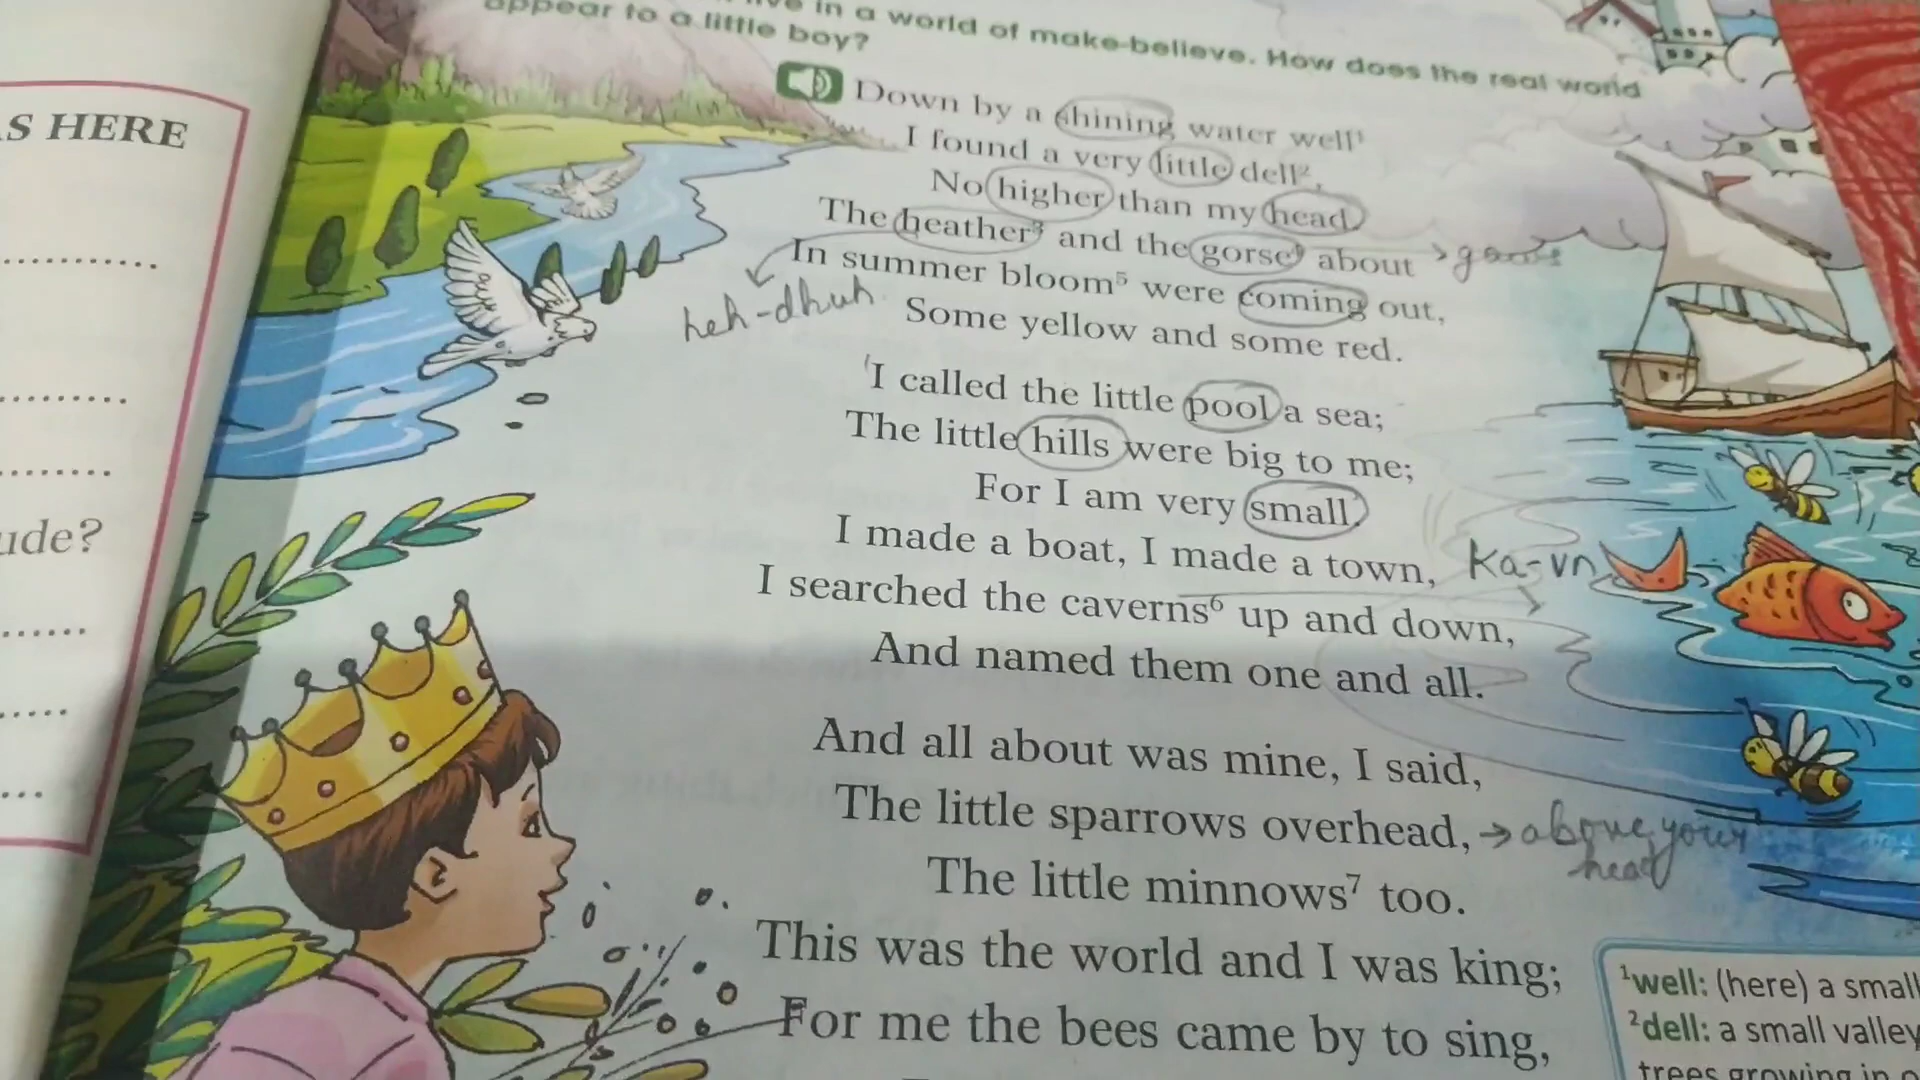 S HERE
ude?
in a world of make-believe. How does the real world
appear to a little boy?
Down by a shining water well¹
I found a very little dell²,
No higher than my head.
The heather³ and the gorse⁴ about
In summer bloom⁵ were coming out,
heh-dhuh
Some yellow and some red.
'I called the little pool a sea;
The little hills were big to me;
For I am very small.
I made a boat, I made a town,
ka-vn
I searched the caverns⁶ up and down,
And named them one and all.
And all about was mine, I said,
The little sparrows overhead, → above your
head
The little minnows⁷ too.
This was the world and I was king;
For me the bees came by to sing,
¹well: (here) a small
²dell: a small valley
trees growing in